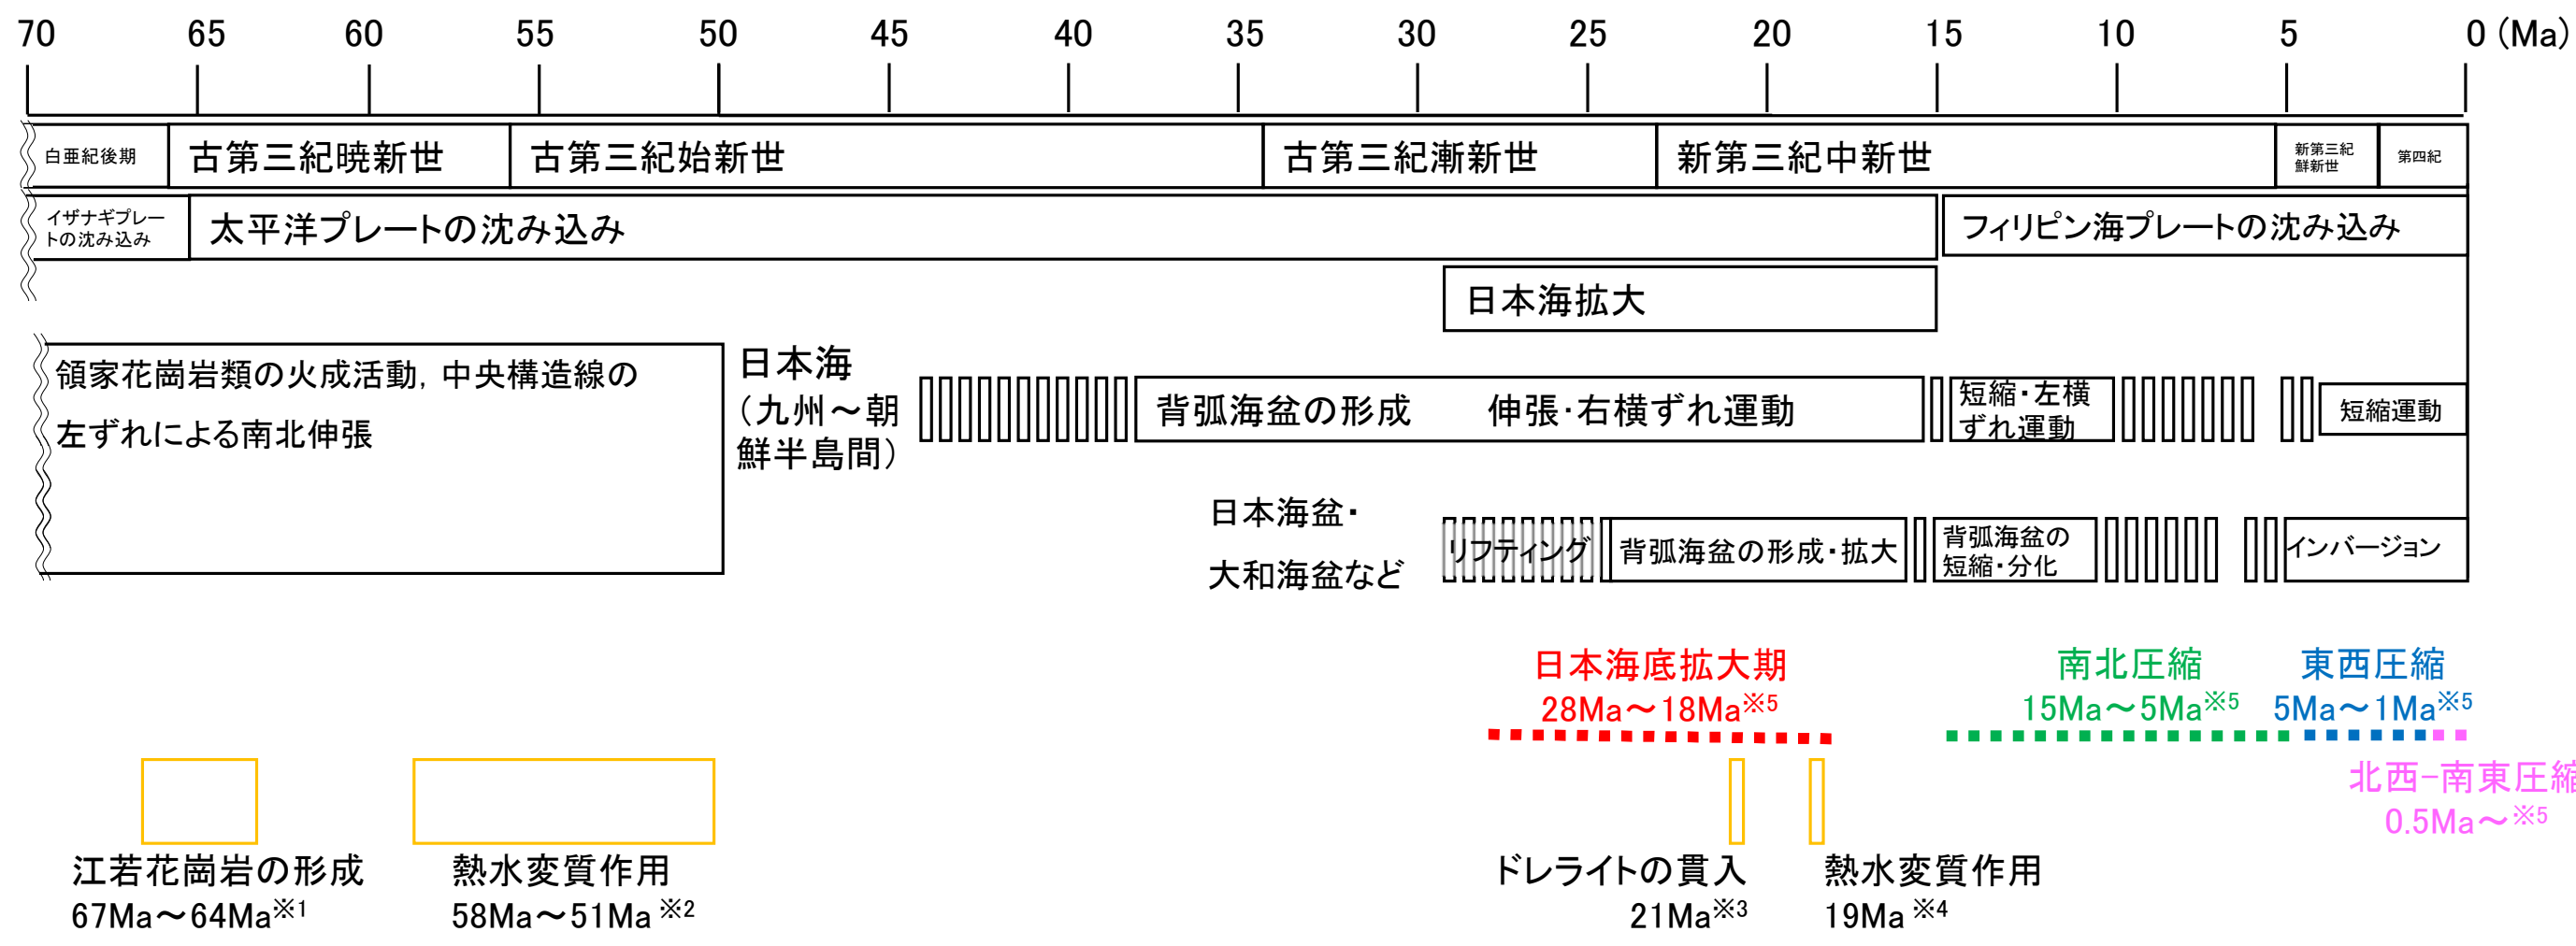 70 65 60 55 50 45 40 35 30 25 20 15 10 5 0 (Ma)
白亜紀後期 古第三紀暁新世 古第三紀始新世 古第三紀漸新世 新第三紀中新世 新第三紀 第四紀
鮮新世
イザナギプレー
トの沈み込み
太平洋プレートの沈み込み フィリピン海プレートの沈み込み
日本海拡大
領家花崗岩類の火成活動, 中央構造線の
左ずれによる南北伸張
日本海
(九州～朝
鮮半島間)
背弧海盆の形成 伸張・右横ずれ運動
短縮・左横
ずれ運動
短縮運動
日本海盆・
大和海盆など
リフティング 背弧海盆の形成・拡大
背弧海盆の
短縮・分化
インバージョン
日本海底拡大期
28Ma～18Ma※5
南北圧縮
15Ma～5Ma※5
東西圧縮
5Ma～1Ma※5
北西-南東圧縮
0.5Ma～※5
江若花崗岩の形成
67Ma～64Ma※1
熱水変質作用
58Ma～51Ma※2
ドレライトの貫入
21Ma※3
熱水変質作用
19Ma※4